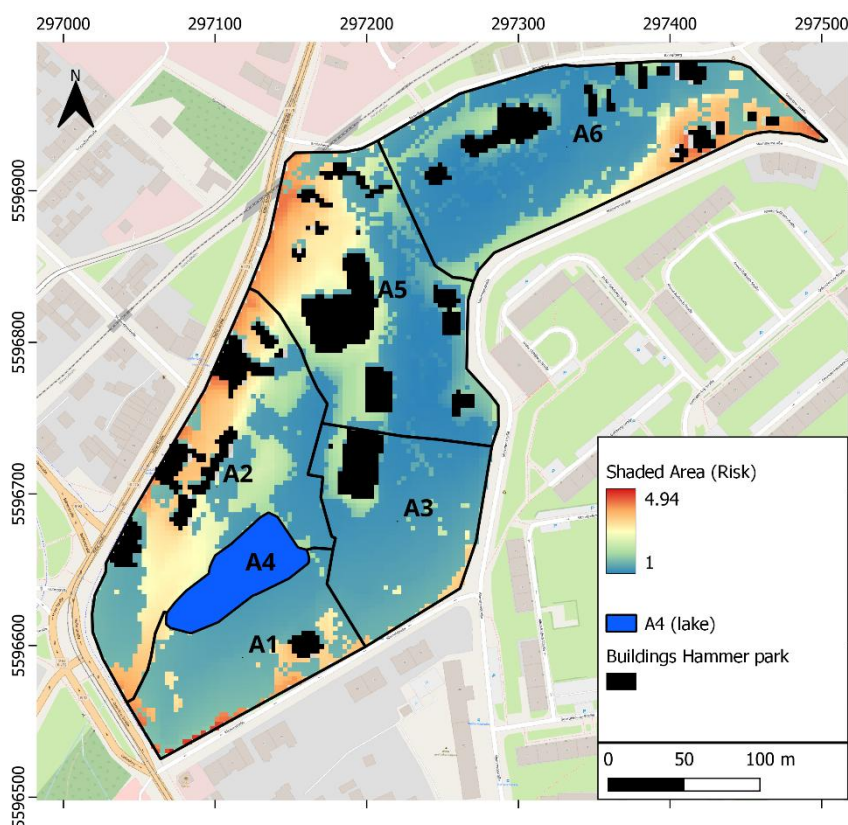 297000 297100 297200 297300 297400 297500
N
5596900
5596800
5596700
5596600
5596500
A6
A5
A2
A3
A4
A1
Shaded Area (Risk)
4.94
1
A4 (lake)
Buildings Hammer park
0 50 100 m